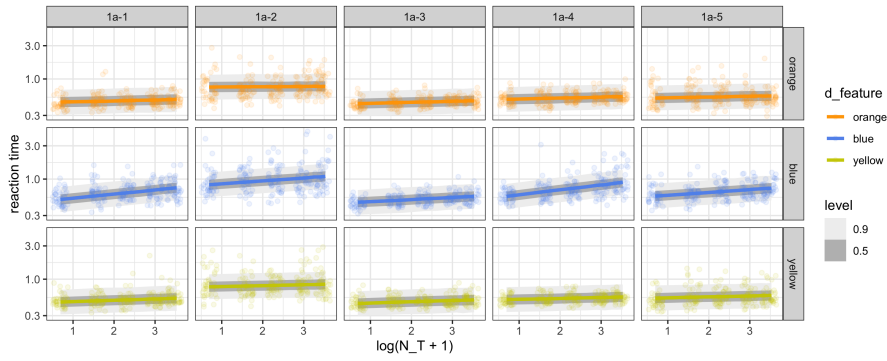 1a-1 1a-2 1a-3 1a-4 1a-5
3.0
1.0
0.3
orange
3.0
1.0
0.3
blue
3.0
1.0
0.3
yellow
reaction time
1 2 3 1 2 3 1 2 3 1 2 3 1 2 3
log(N_T + 1)
d_feature
orange
blue
yellow
level
0.9
0.5